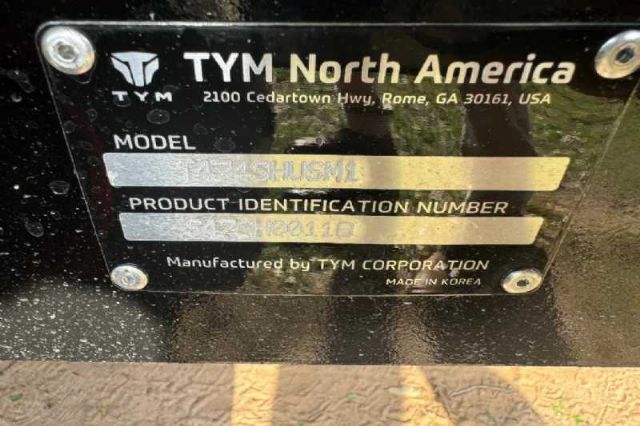 TYM
TYM North America
2100 Cedartown Hwy, Rome, GA 30161, USA
MODEL
PRODUCT IDENTIFICATION NUMBER
Manufactured by TYM CORPORATION
MADE IN KOREA